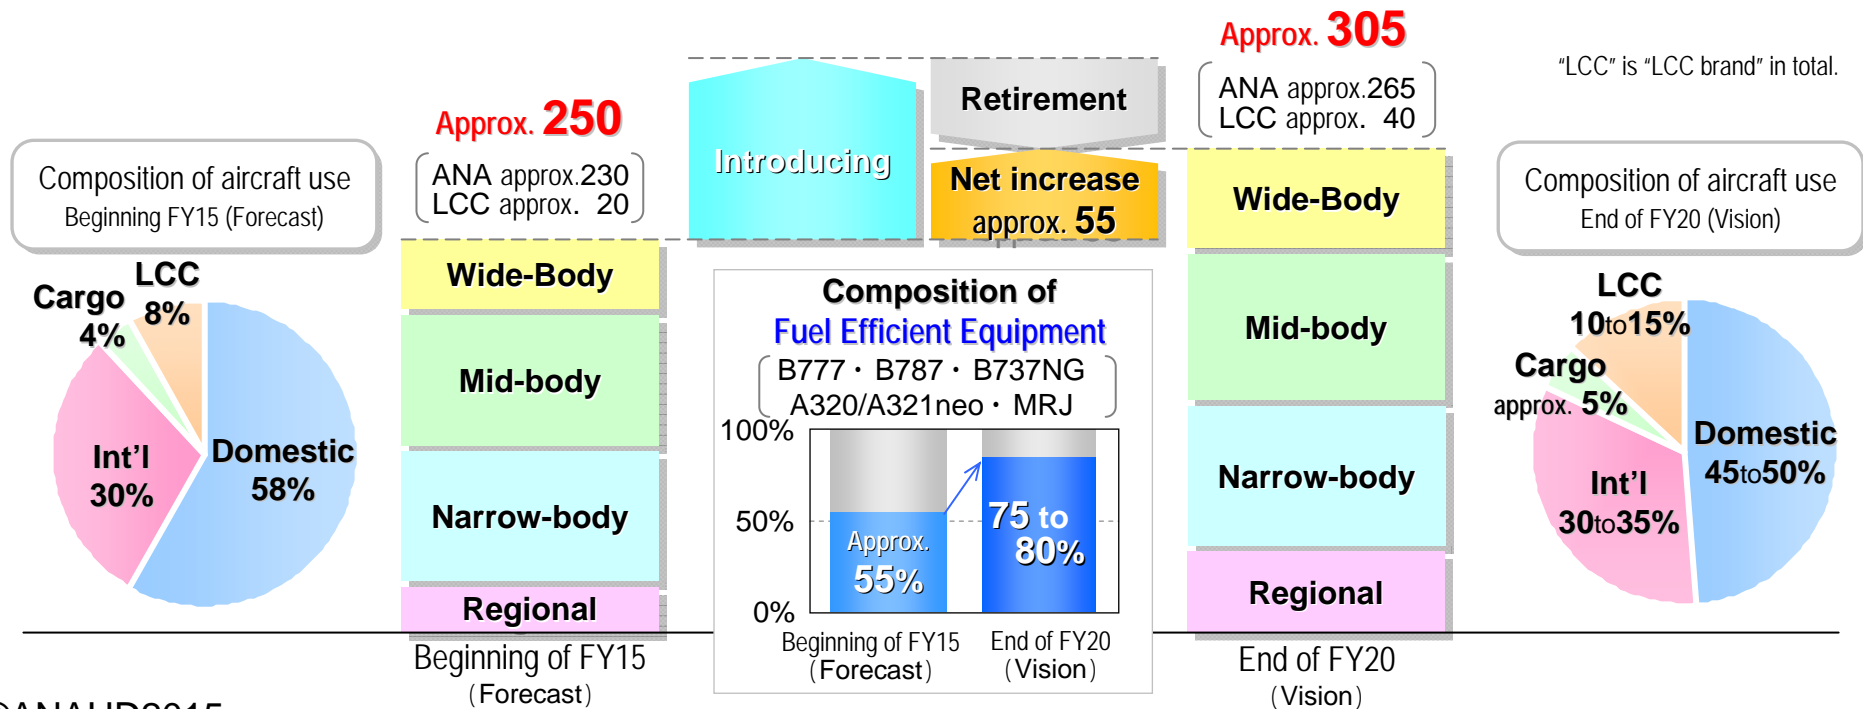 "LCC" is "LCC brand" in total.
Composition of aircraft use
Beginning FY15 (Forecast)
LCC
8%
Cargo
4%
Int'l
30%
Domestic
58%
Approx. 250
ANA approx.230
LCC approx. 20
Wide-Body
Mid-body
Narrow-body
Regional
Beginning of FY15
(Forecast)
Introducing
Retirement
Net increase
approx. 55
Composition of
Fuel Efficient Equipment
B777・B787・B737NG
A320/A321neo・MRJ
100%
50%
0%
Approx.
55%
75 to
80%
Beginning of FY15
(Forecast)
End of FY20
(Vision)
Approx. 305
ANA approx.265
LCC approx. 40
Wide-Body
Mid-body
Narrow-body
Regional
End of FY20
(Vision)
Composition of aircraft use
End of FY20 (Vision)
LCC
10to15%
Cargo
approx. 5%
Int'l
30to35%
Domestic
45to50%
©ANAHD2015